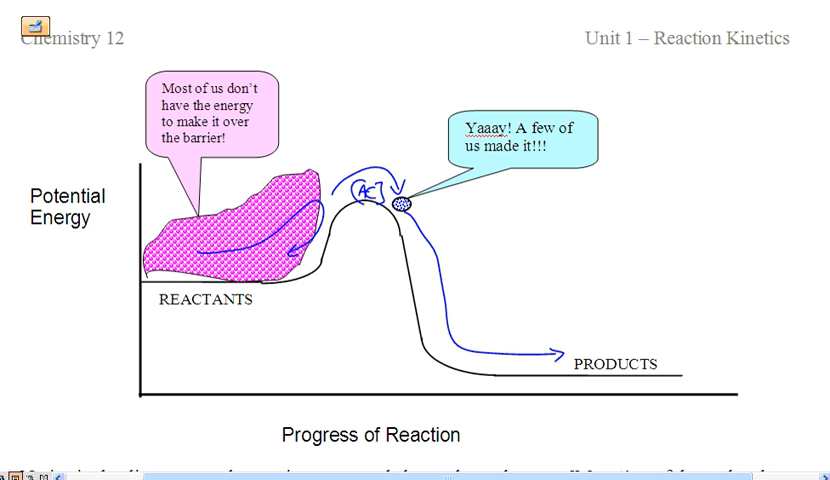 Chemistry 12
Unit 1 – Reaction Kinetics
Most of us don't
have the energy
to make it over
the barrier!
Yaaay! A few of
us made it!!!
[AC]
Potential
Energy
REACTANTS
PRODUCTS
Progress of Reaction